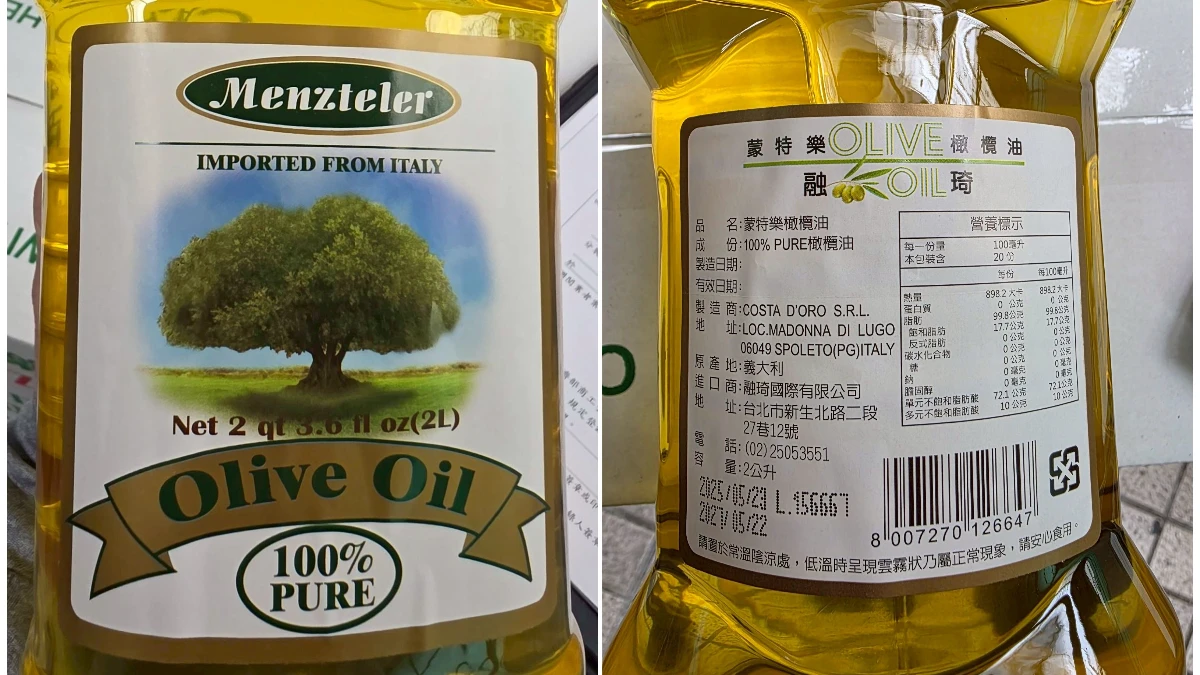 Menzteler
IMPORTED FROM ITALY
Net 2 qt 3.6 fl oz(2L)
Olive Oil
100%
PURE
蒙特樂OLIVE橄欖油
融OIL琦
品 名:蒙特樂橄欖油
成 份:100% PURE橄欖油
製造日期:
有效日期:
製造商:COSTA D'ORO S.R.L.
地 址:LOC.MADONNA DI LUGO
06049 SPOLETO(PG)ITALY
原產地:義大利
進口商:融琦國際有限公司
地 址:台北市新生北路二段
27巷12號
電 話:(02)25053551
容 量:2公升
2025/05/23 L.156667
2027/05/22
營養標示
每一份量 100毫升
本包裝含 20份
每份 每100毫升
熱量 898.2大卡 898.2大卡
蛋白質 0公克 0公克
脂肪 99.8公克 99.8公克
飽和脂肪 17.7公克 17.7公克
反式脂肪 0公克 0公克
碳水化合物 0公克 0公克
糖 0公克 0公克
鈉 0毫克 0毫克
膽固醇 0毫克 0毫克
單元不飽和脂肪酸 72.1公克 72.1公克
多元不飽和脂肪酸 10公克 10公克
8 007270 126647
請置於常溫陰涼處，低溫時呈現雲霧狀乃屬正常現象，請安心食用。